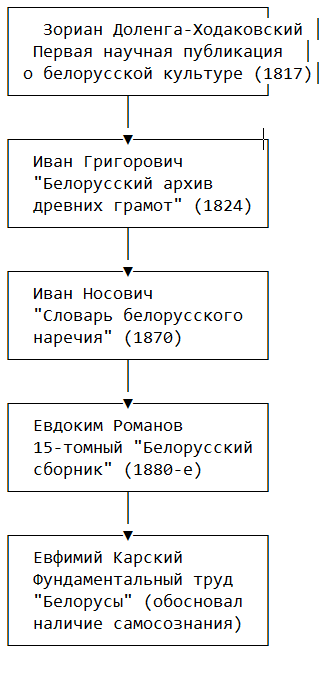 Зориан Доленга-Ходаковский
Первая научная публикация
о белорусской культуре (1817)
Иван Григорович
"Белорусский архив
древних грамот" (1824)
Иван Носович
"Словарь белорусского
наречия" (1870)
Евдоким Романов
15-томный "Белорусский
сборник" (1880-е)
Евфимий Карский
Фундаментальный труд
"Белорусы" (обосновал
наличие самосознания)